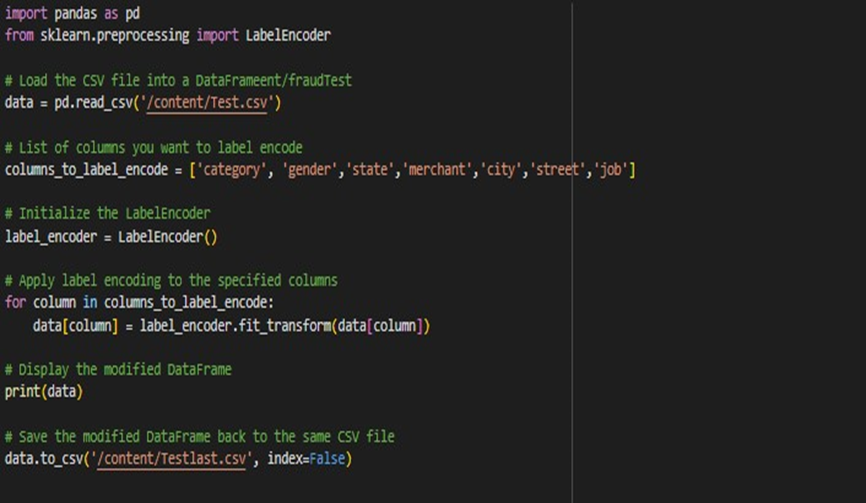 import pandas as pd
from sklearn.preprocessing import LabelEncoder
# Load the CSV file into a DataFrameent/fraudTest
data = pd.read_csv('/content/Test.csv')
# List of columns you want to label encode
columns_to_label_encode = ['category', 'gender','state','merchant','city','street','job']
# Initialize the LabelEncoder
label_encoder = LabelEncoder()
# Apply label encoding to the specified columns
for column in columns_to_label_encode:
    data[column] = label_encoder.fit_transform(data[column])
# Display the modified DataFrame
print(data)
# Save the modified DataFrame back to the same CSV file
data.to_csv('/content/Testlast.csv', index=False)